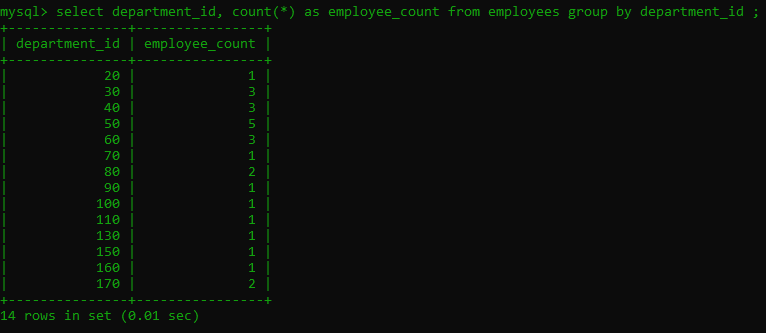 mysql> select department_id, count(*) as employee_count from employees group by department_id ;
+---------------+----------------+
| department_id | employee_count |
+---------------+----------------+
|            20 |              1 |
|            30 |              3 |
|            40 |              3 |
|            50 |              5 |
|            60 |              3 |
|            70 |              1 |
|            80 |              2 |
|            90 |              1 |
|           100 |              1 |
|           110 |              1 |
|           130 |              1 |
|           150 |              1 |
|           160 |              1 |
|           170 |              2 |
+---------------+----------------+
14 rows in set (0.01 sec)